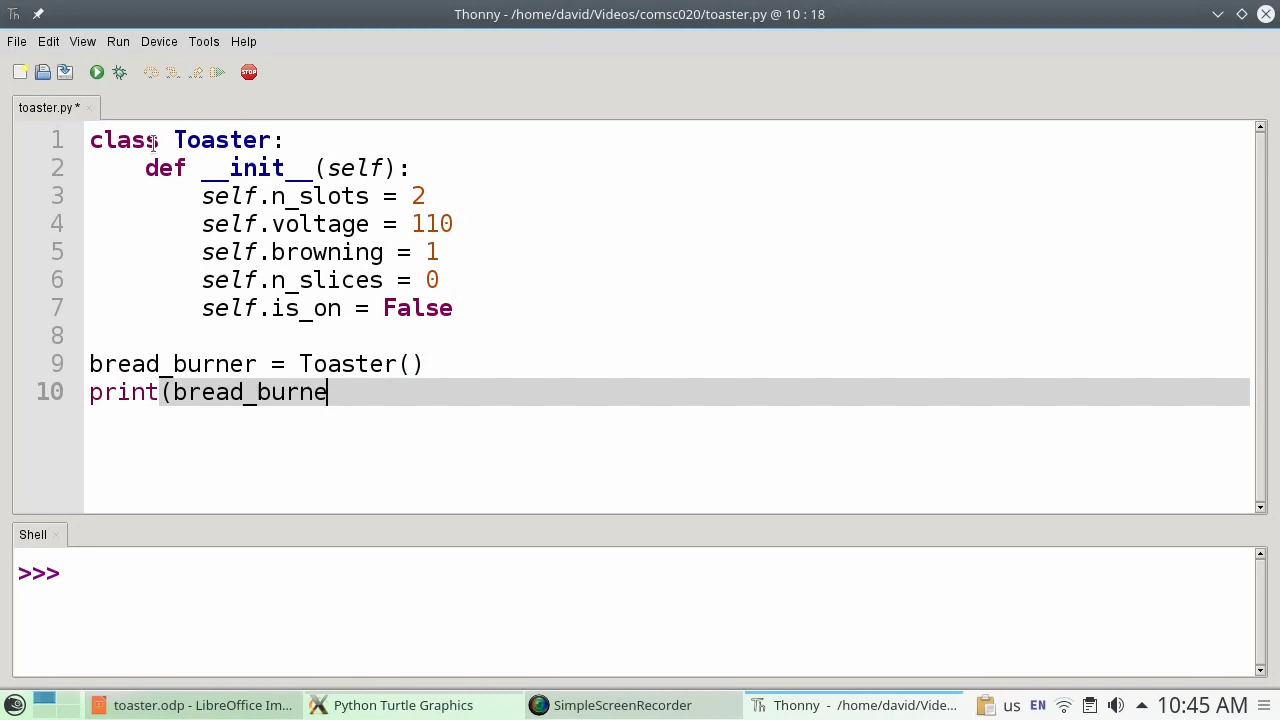 Thonny - /home/david/Videos/comsc020/toaster.py @ 10 : 18
File Edit View Run Device Tools Help
STOP
toaster.py *
1 class Toaster:
2     def __init__(self):
3         self.n_slots = 2
4         self.voltage = 110
5         self.browning = 1
6         self.n_slices = 0
7         self.is_on = False
8
9 bread_burner = Toaster()
10 print(bread_burne
Shell
>>>
toaster.odp - LibreOffice Im... Python Turtle Graphics SimpleScreenRecorder Thonny - /home/david/Vide... us EN 10:45 AM